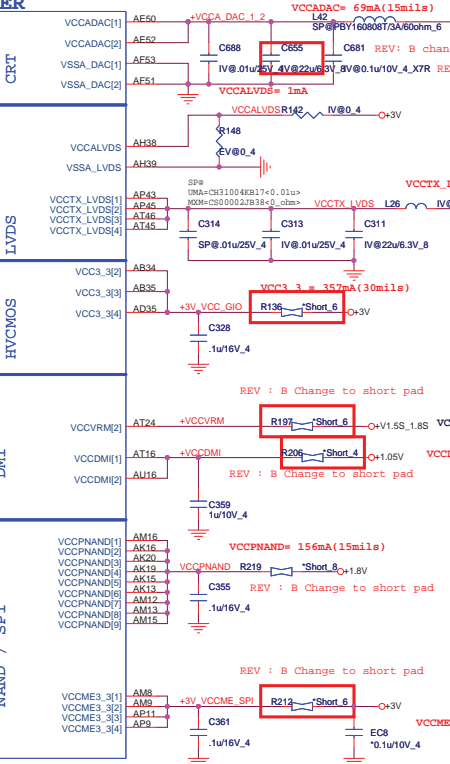 ER
VCCADAC= 69mA(15mils)
VCCADAC[1] AE50 +VCCA_DAC_1_2 L42
SP@PBY160808T/3A/60ohm_6
VCCADAC[2] AE52
C688 C655 C681 REV: B chan
VSSA_DAC[1] AF53
IV@.01u/25V_4 IV@22u/6.3V_8 IV@0.1u/10V_4_X7R RE
VSSA_DAC[2] AF51
CRT
VCCALVDS= 1mA
VCCALVDS R142 IV@0_4 +3V
R148
VCCALVDS AH38
EV@0_4
VSSA_LVDS AH39
SP@
UMA=CH31004KB17<0.01u>
MXM=CS00002JB38<0_ohm>
VCCTX_L
VCCTX_LVDS[1] AP43
VCCTX_LVDS[2] AP45
VCCTX_LVDS L26 IV@
VCCTX_LVDS[3] AT46
VCCTX_LVDS[4] AT45
C314 C313 C311
SP@.01u/25V_4 IV@.01u/25V_4 IV@22u/6.3V_8
LVDS
VCC3_3[2] AB34
VCC3_3[3] AB35
VCC3_3 = 357mA(30mils)
VCC3_3[4] AD35 +3V_VCC_GIO R136 *Short_6 +3V
C328
.1u/16V_4
HVCMOS
REV : B Change to short pad
VCCVRM[2] AT24 +VCCVRM R197 *Short_6 +V1.5S_1.8S VC
VCCDMI[1] AT16 +VCCDMI R206 *Short_4 +1.05V
VCCDMI[2] AU16
REV : B Change to short pad
C359
1u/10V_4
DMI
VCCPNAND[1] AM16
VCCPNAND[2] AK16
VCCPNAND= 156mA(15mils)
VCCPNAND[3] AK20
VCCPNAND[4] AK19 VCCPNAND R219 *Short_8 +1.8V
VCCPNAND[5] AK15
VCCPNAND[6] AK13
VCCPNAND[7] AM12
VCCPNAND[8] AM13
VCCPNAND[9] AM15
C355 REV : B Change to short pad
.1u/16V_4
NAND / SPI
REV : B Change to short pad
VCCME3_3[1] AM8
VCCME3_3[2] AM9 +3V_VCCME_SPI R212 *Short_6 +3V
VCCME3_3[3] AP11
VCCME3_3[4] AP9
VCCME
C361 EC8
.1u/16V_4 *0.1u/10V_4